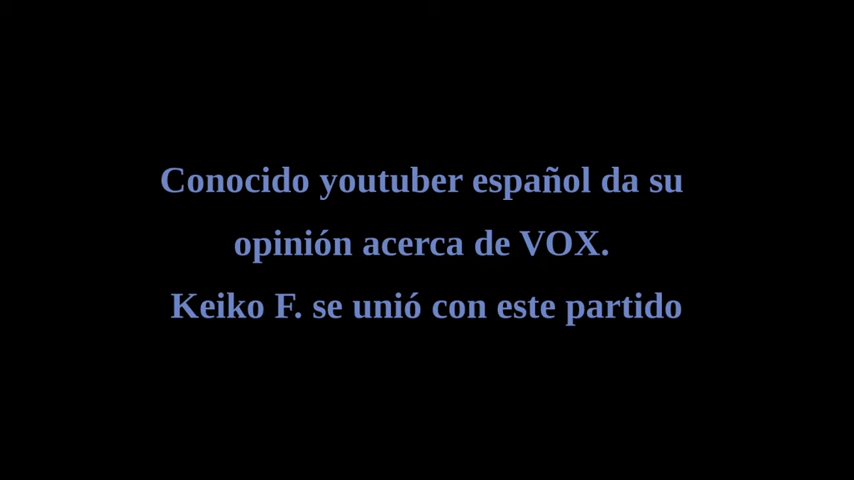 Conocido youtuber español da su
opinión acerca de VOX.
Keiko F. se unió con este partido